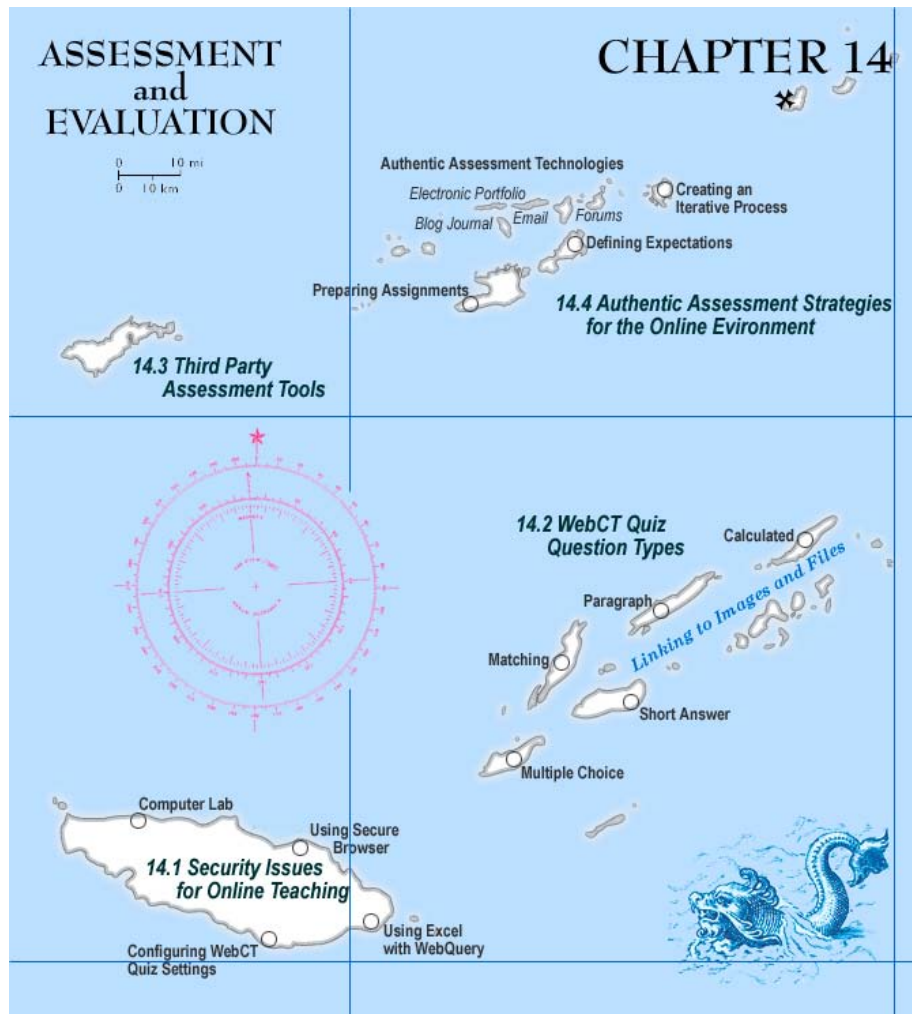 ASSESSMENT
and
EVALUATION
0 10 mi
0 10 km
CHAPTER 14
Authentic Assessment Technologies
Electronic Portfolio
Blog Journal
Email
Forums
Creating an
Iterative Process
Defining Expectations
Preparing Assignments
14.4 Authentic Assessment Strategies
for the Online Evironment
14.3 Third Party
Assessment Tools
14.2 WebCT Quiz
Question Types
Calculated
Linking to Images and Files
Paragraph
Matching
Short Answer
Multiple Choice
Computer Lab
Using Secure
Browser
14.1 Security Issues
for Online Teaching
Using Excel
with WebQuery
Configuring WebCT
Quiz Settings